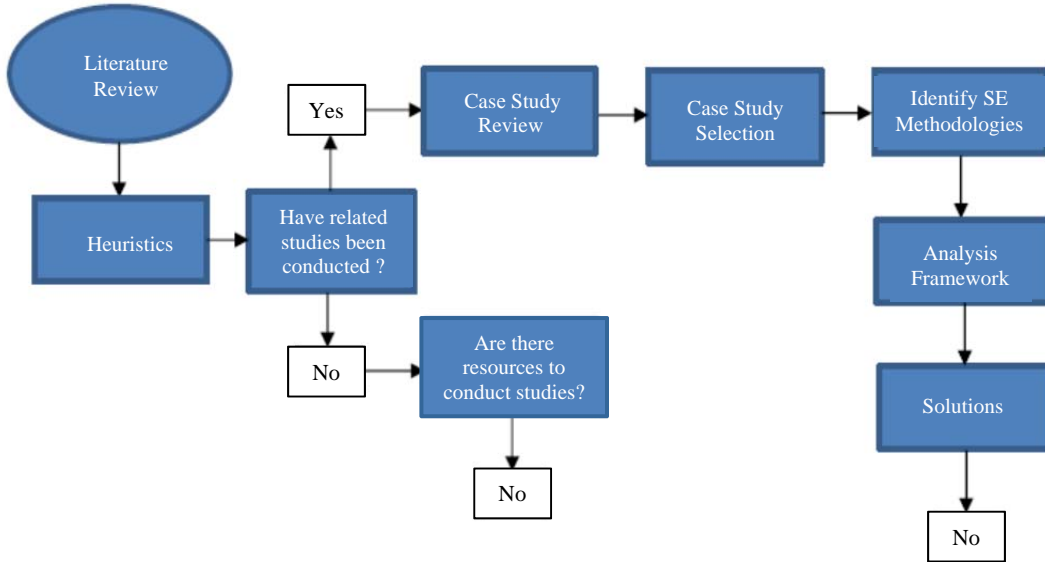 Literature
Review
Heuristics
Have related
studies been
conducted ?
Yes
Case Study
Review
Case Study
Selection
Identify SE
Methodologies
Analysis
Framework
Solutions
No
No
Are there
resources to
conduct studies?
No